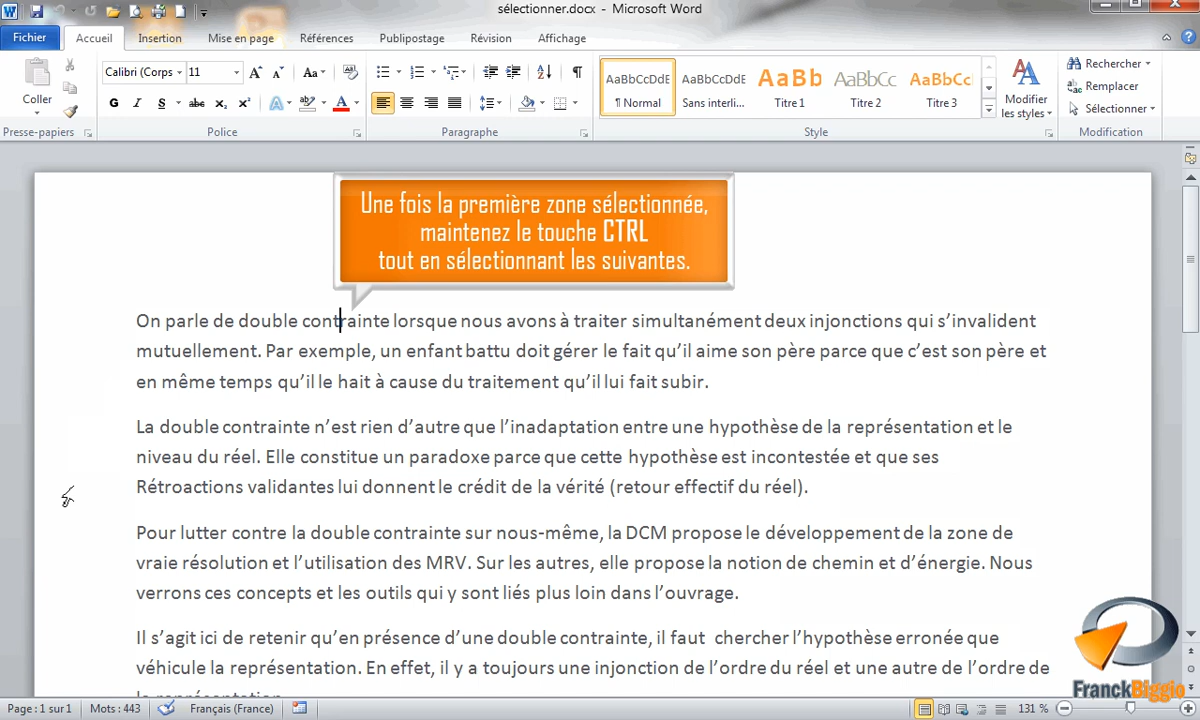 sélectionner.docx - Microsoft Word
Fichier Accueil Insertion Mise en page Références Publipostage Révision Affichage
Calibri (Corps 11
Coller
G I S abc x₂ x²
Aa
AaBbCcDdE AaBbCcDdE AaBb AaBbCc AaBbCc
¶ Normal Sans interli... Titre 1 Titre 2 Titre 3
Modifier
les styles
Rechercher
Remplacer
Sélectionner
Presse-papiers Police Paragraphe Style Modification
Une fois la première zone sélectionnée,
maintenez le touche CTRL
tout en sélectionnant les suivantes.
On parle de double contrainte lorsque nous avons à traiter simultanément deux injonctions qui s’invalident
mutuellement. Par exemple, un enfant battu doit gérer le fait qu’il aime son père parce que c’est son père et
en même temps qu’il le hait à cause du traitement qu’il lui fait subir.
La double contrainte n’est rien d’autre que l’inadaptation entre une hypothèse de la représentation et le
niveau du réel. Elle constitue un paradoxe parce que cette hypothèse est incontestée et que ses
Rétroactions validantes lui donnent le crédit de la vérité (retour effectif du réel).
Pour lutter contre la double contrainte sur nous-même, la DCM propose le développement de la zone de
vraie résolution et l’utilisation des MRV. Sur les autres, elle propose la notion de chemin et d’énergie. Nous
verrons ces concepts et les outils qui y sont liés plus loin dans l’ouvrage.
Il s’agit ici de retenir qu’en présence d’une double contrainte, il faut chercher l’hypothèse erronée que
véhicule la représentation. En effet, il y a toujours une injonction de l’ordre du réel et une autre de l’ordre de
la représentation
FranckBiggio
Page : 1 sur 1 Mots : 443 Français (France) 131 %